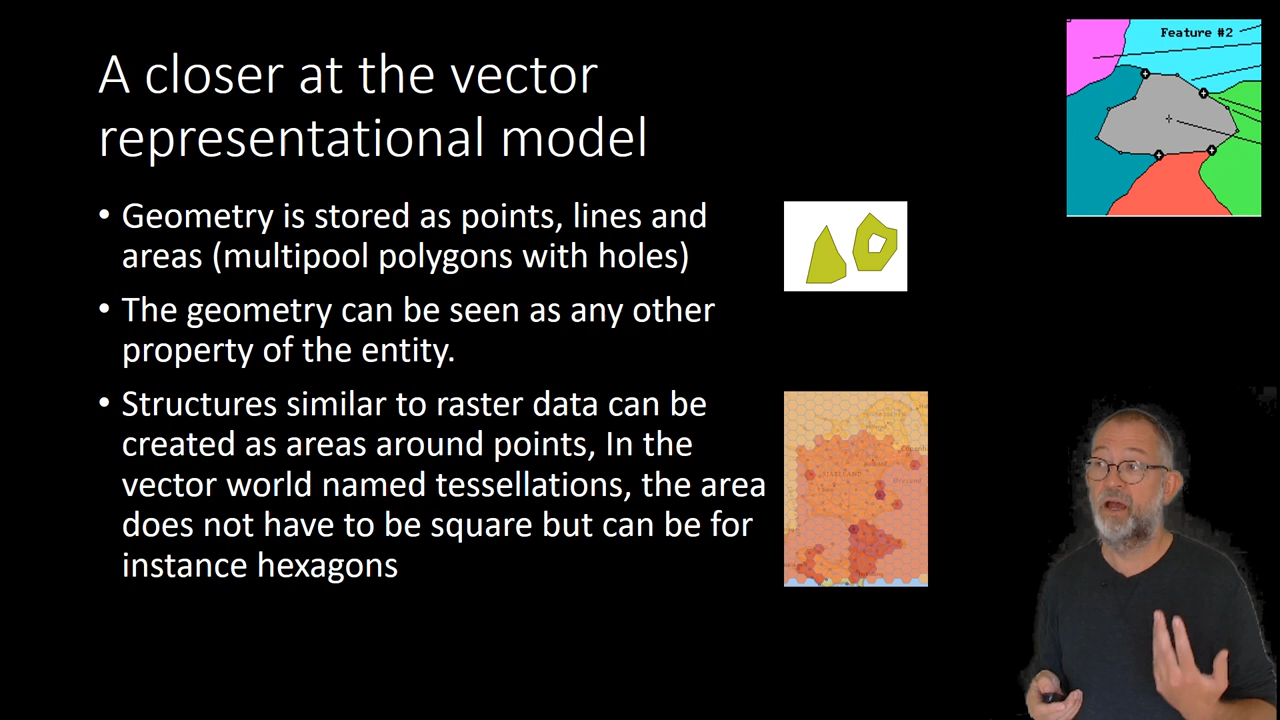 A closer at the vector
representational model
Feature #2
• Geometry is stored as points, lines and
areas (multipool polygons with holes)
• The geometry can be seen as any other
property of the entity.
• Structures similar to raster data can be
created as areas around points, In the
vector world named tessellations, the area
does not have to be square but can be for
instance hexagons